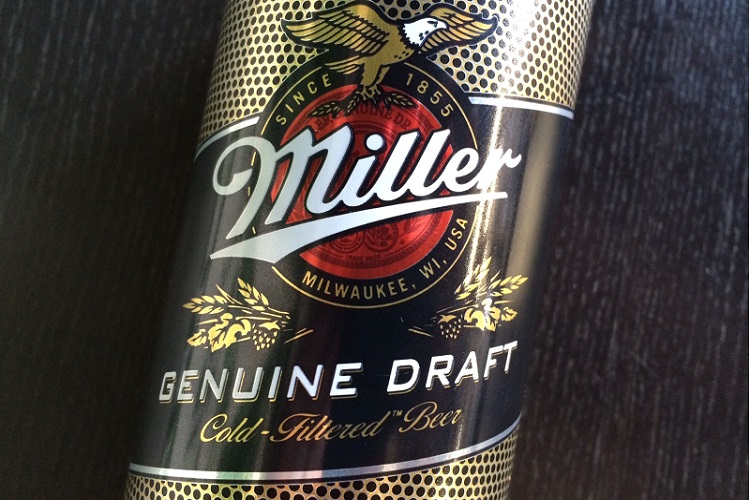 SINCE 1855
Miller
MILWAUKEE, WI, USA
GENUINE DRAFT
Cold-Filtered™ Beer